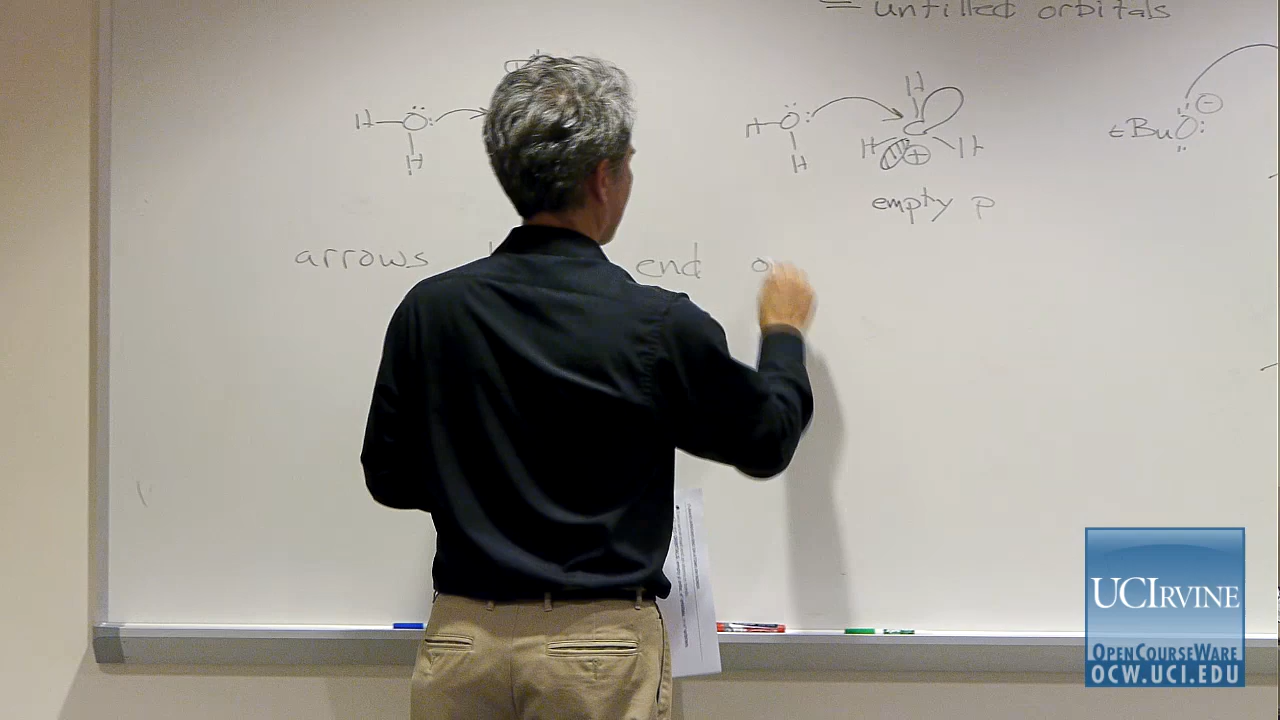 = unfilled orbitals
H O H
H O H H C H H
tBuO
empty p
arrows end
UCIRVINE
OPENCOURSEWARE
OCW.UCI.EDU